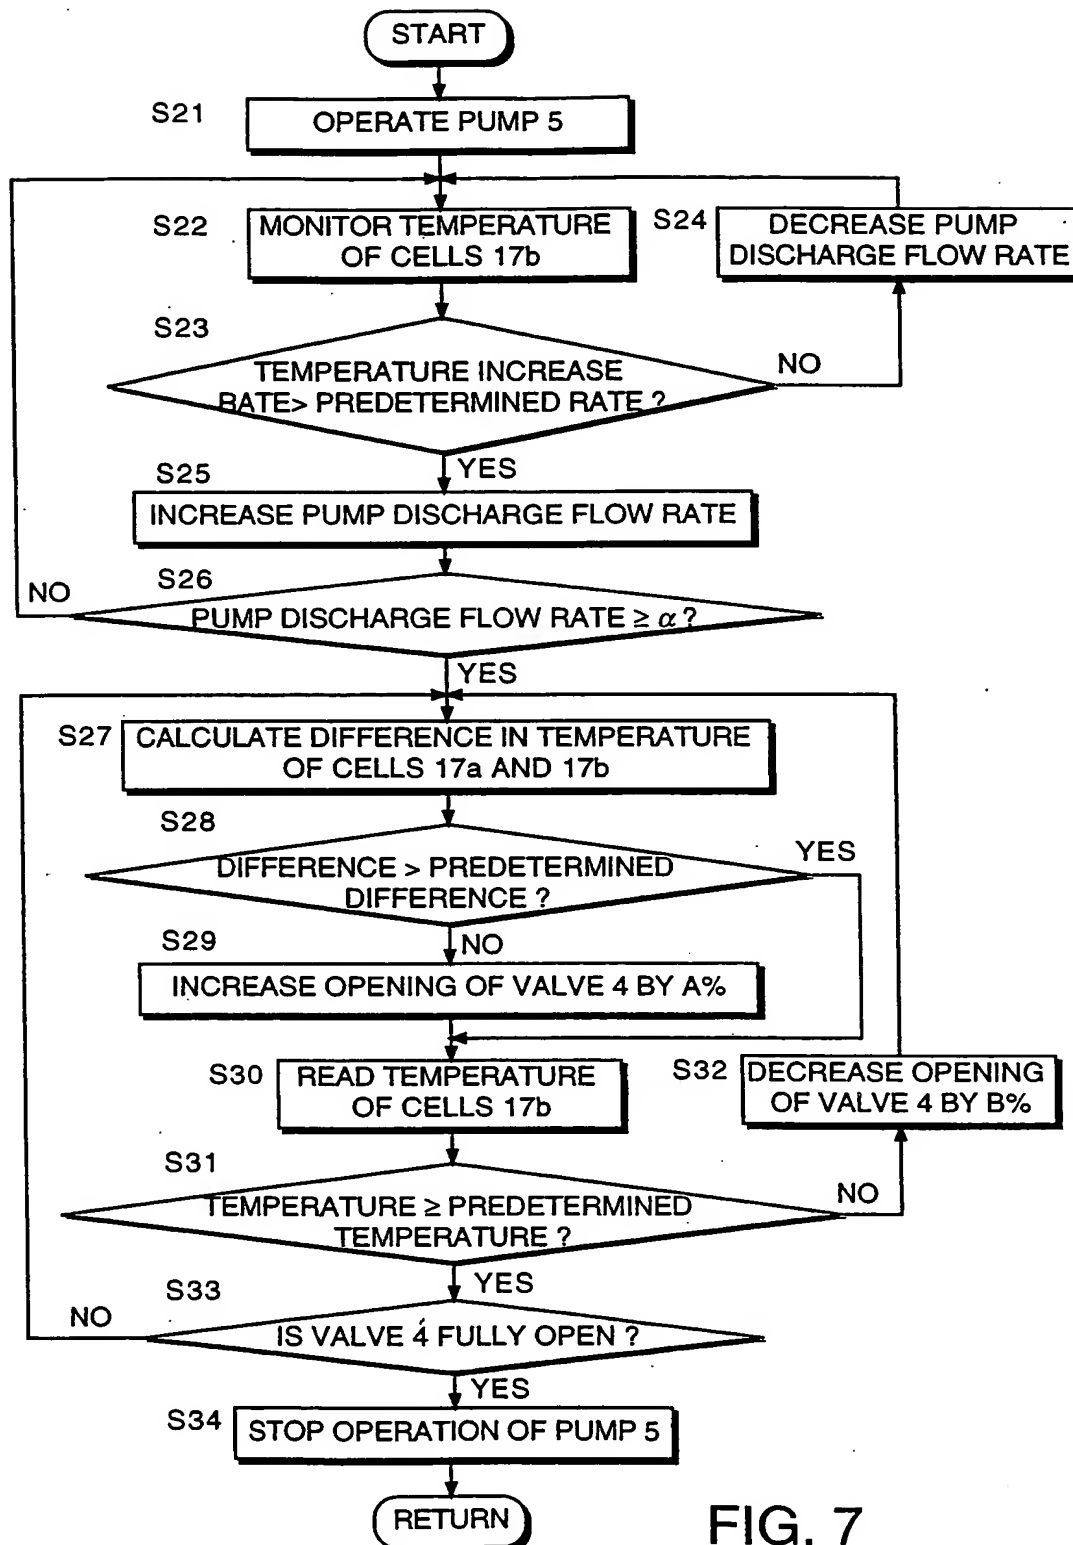 START
S21
OPERATE PUMP 5
S22
MONITOR TEMPERATURE
OF CELLS 17b
S24
DECREASE PUMP
DISCHARGE FLOW RATE
S23
TEMPERATURE INCREASE
RATE> PREDETERMINED RATE ?
NO
YES
S25
INCREASE PUMP DISCHARGE FLOW RATE
S26
NO
PUMP DISCHARGE FLOW RATE ≥ α ?
YES
S27
CALCULATE DIFFERENCE IN TEMPERATURE
OF CELLS 17a AND 17b
S28
DIFFERENCE > PREDETERMINED
DIFFERENCE ?
YES
NO
S29
INCREASE OPENING OF VALVE 4 BY A%
S30
READ TEMPERATURE
OF CELLS 17b
S32
DECREASE OPENING
OF VALVE 4 BY B%
S31
TEMPERATURE ≥ PREDETERMINED
TEMPERATURE ?
NO
YES
S33
NO
IS VALVE 4 FULLY OPEN ?
YES
S34
STOP OPERATION OF PUMP 5
RETURN
FIG. 7